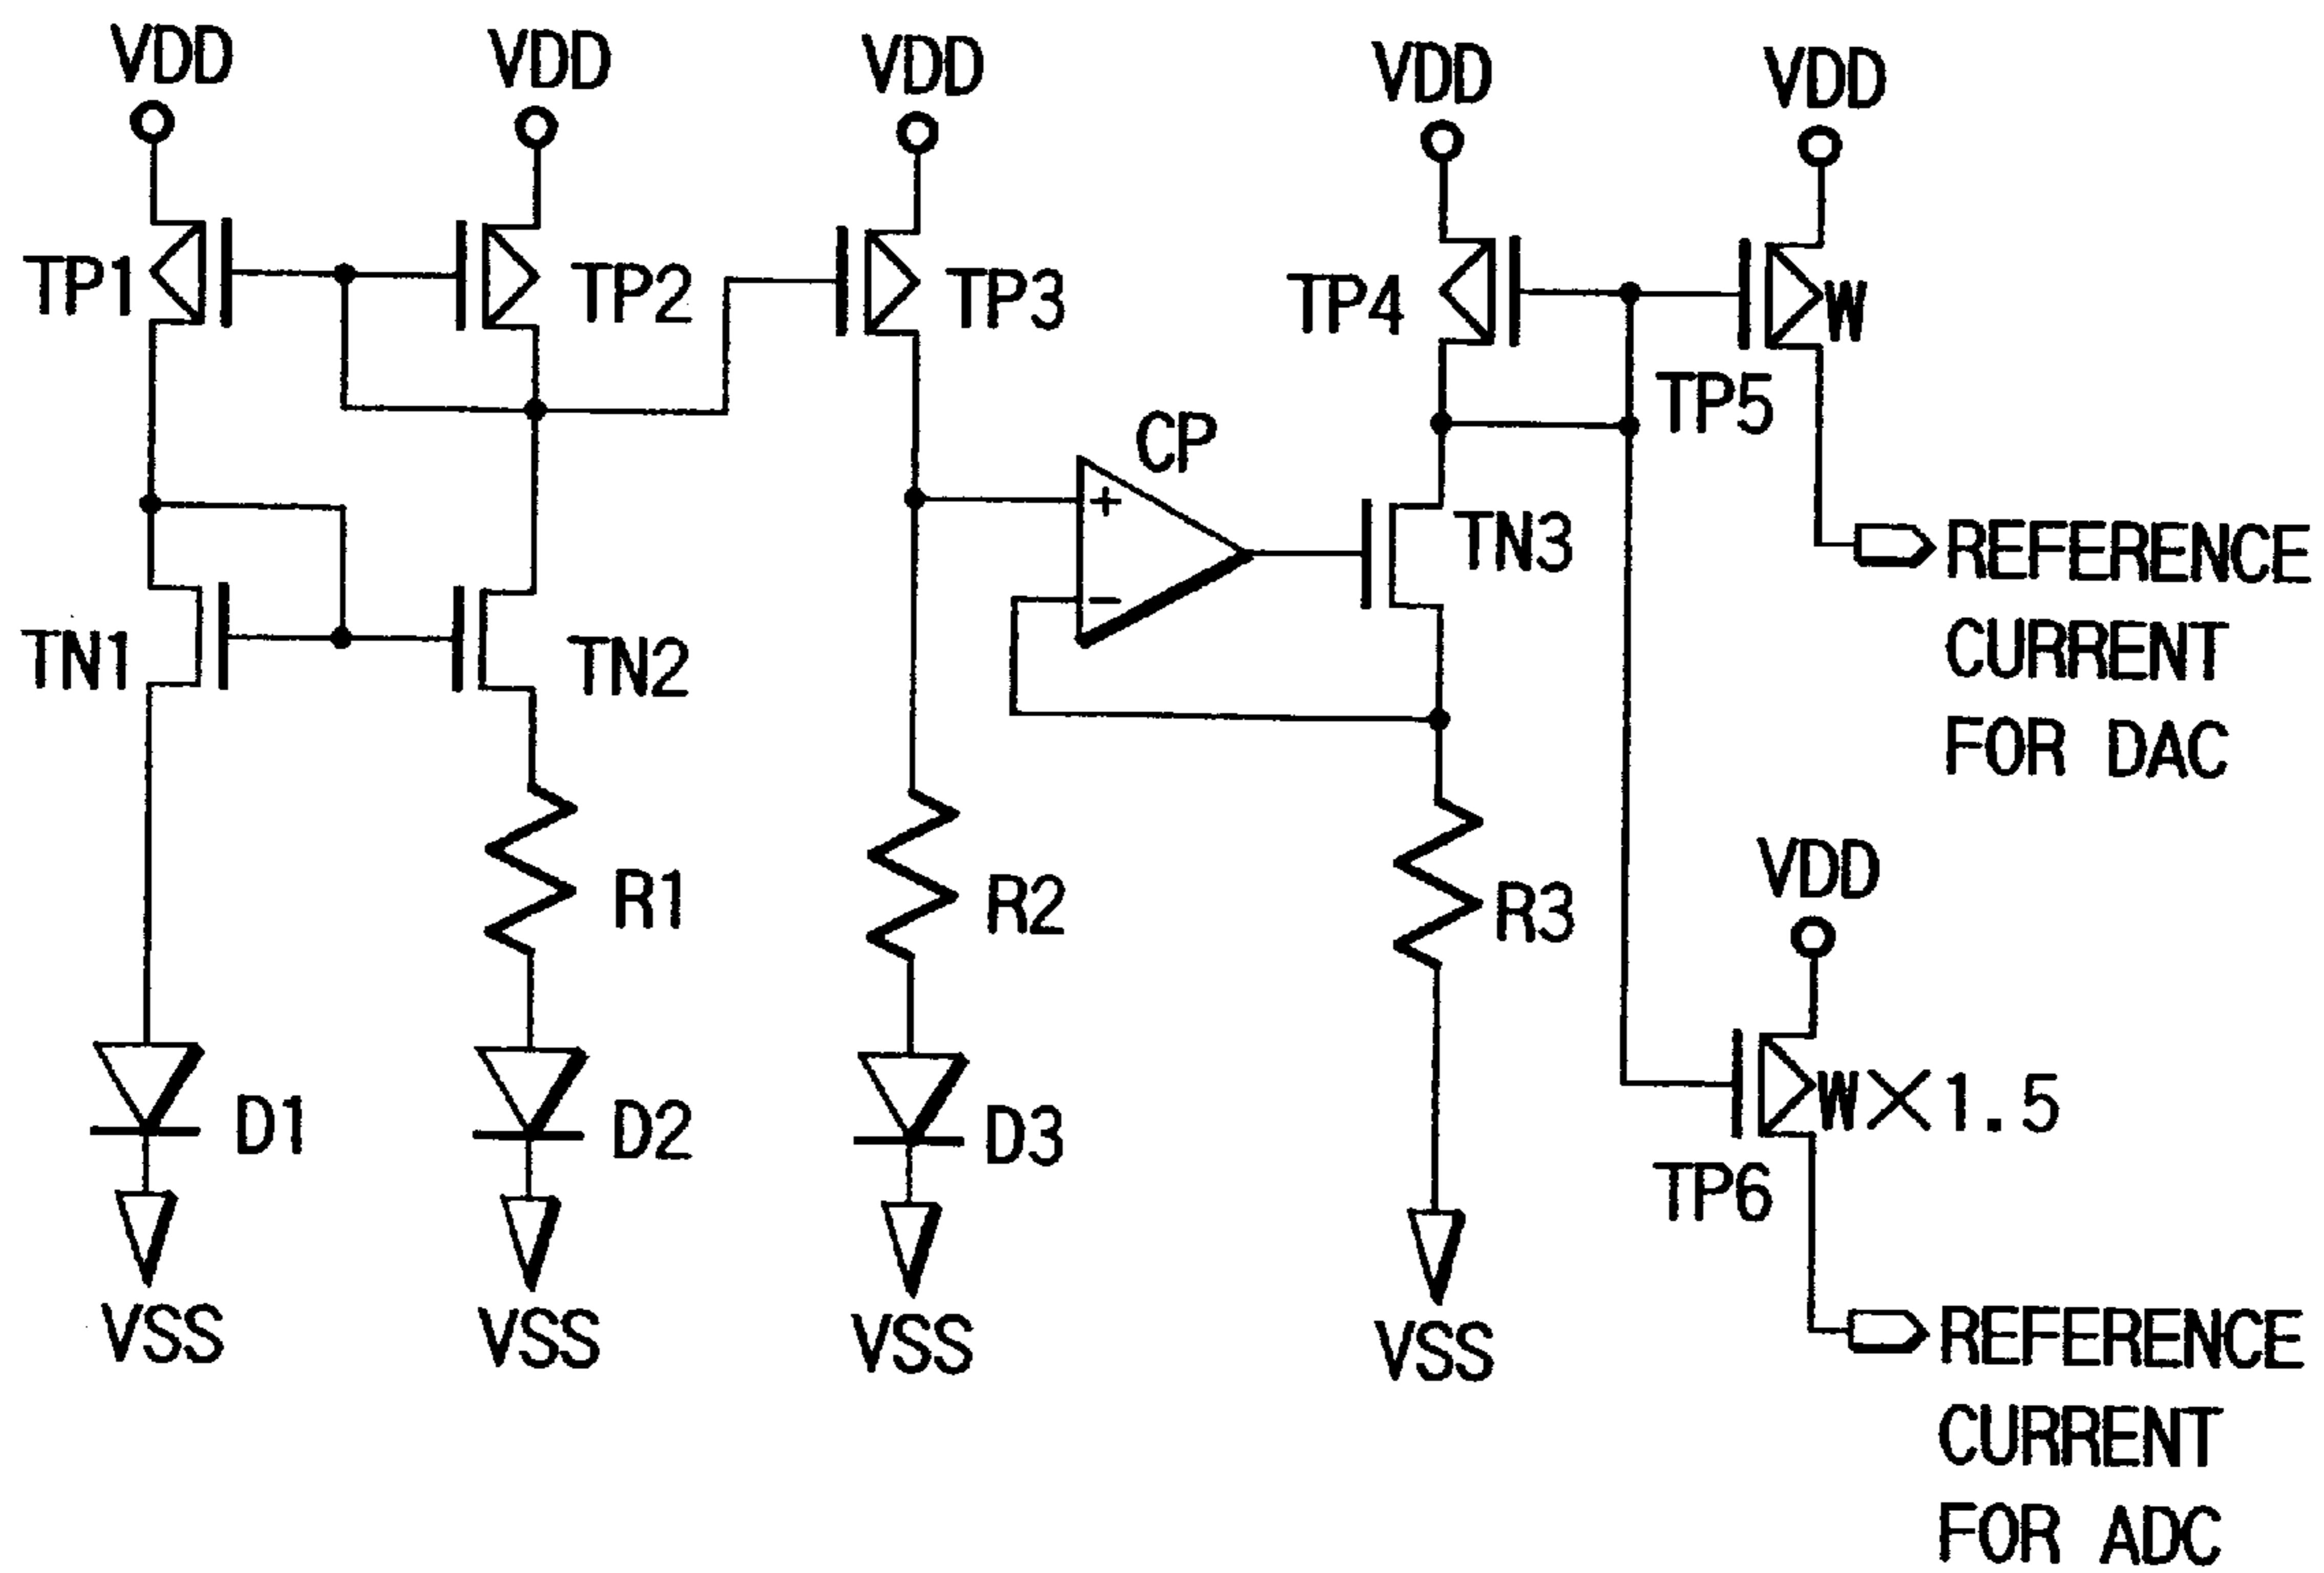 VDD VDD VDD VDD VDD
TP1 TP2 TP3 TP4 W
TP5
CP
+
−
TN1 TN2 TN3
REFERENCE
CURRENT
FOR DAC
R1 R2 R3
VDD
D1 D2 D3
W×1.5
TP6
VSS VSS VSS VSS
REFERENCE
CURRENT
FOR ADC